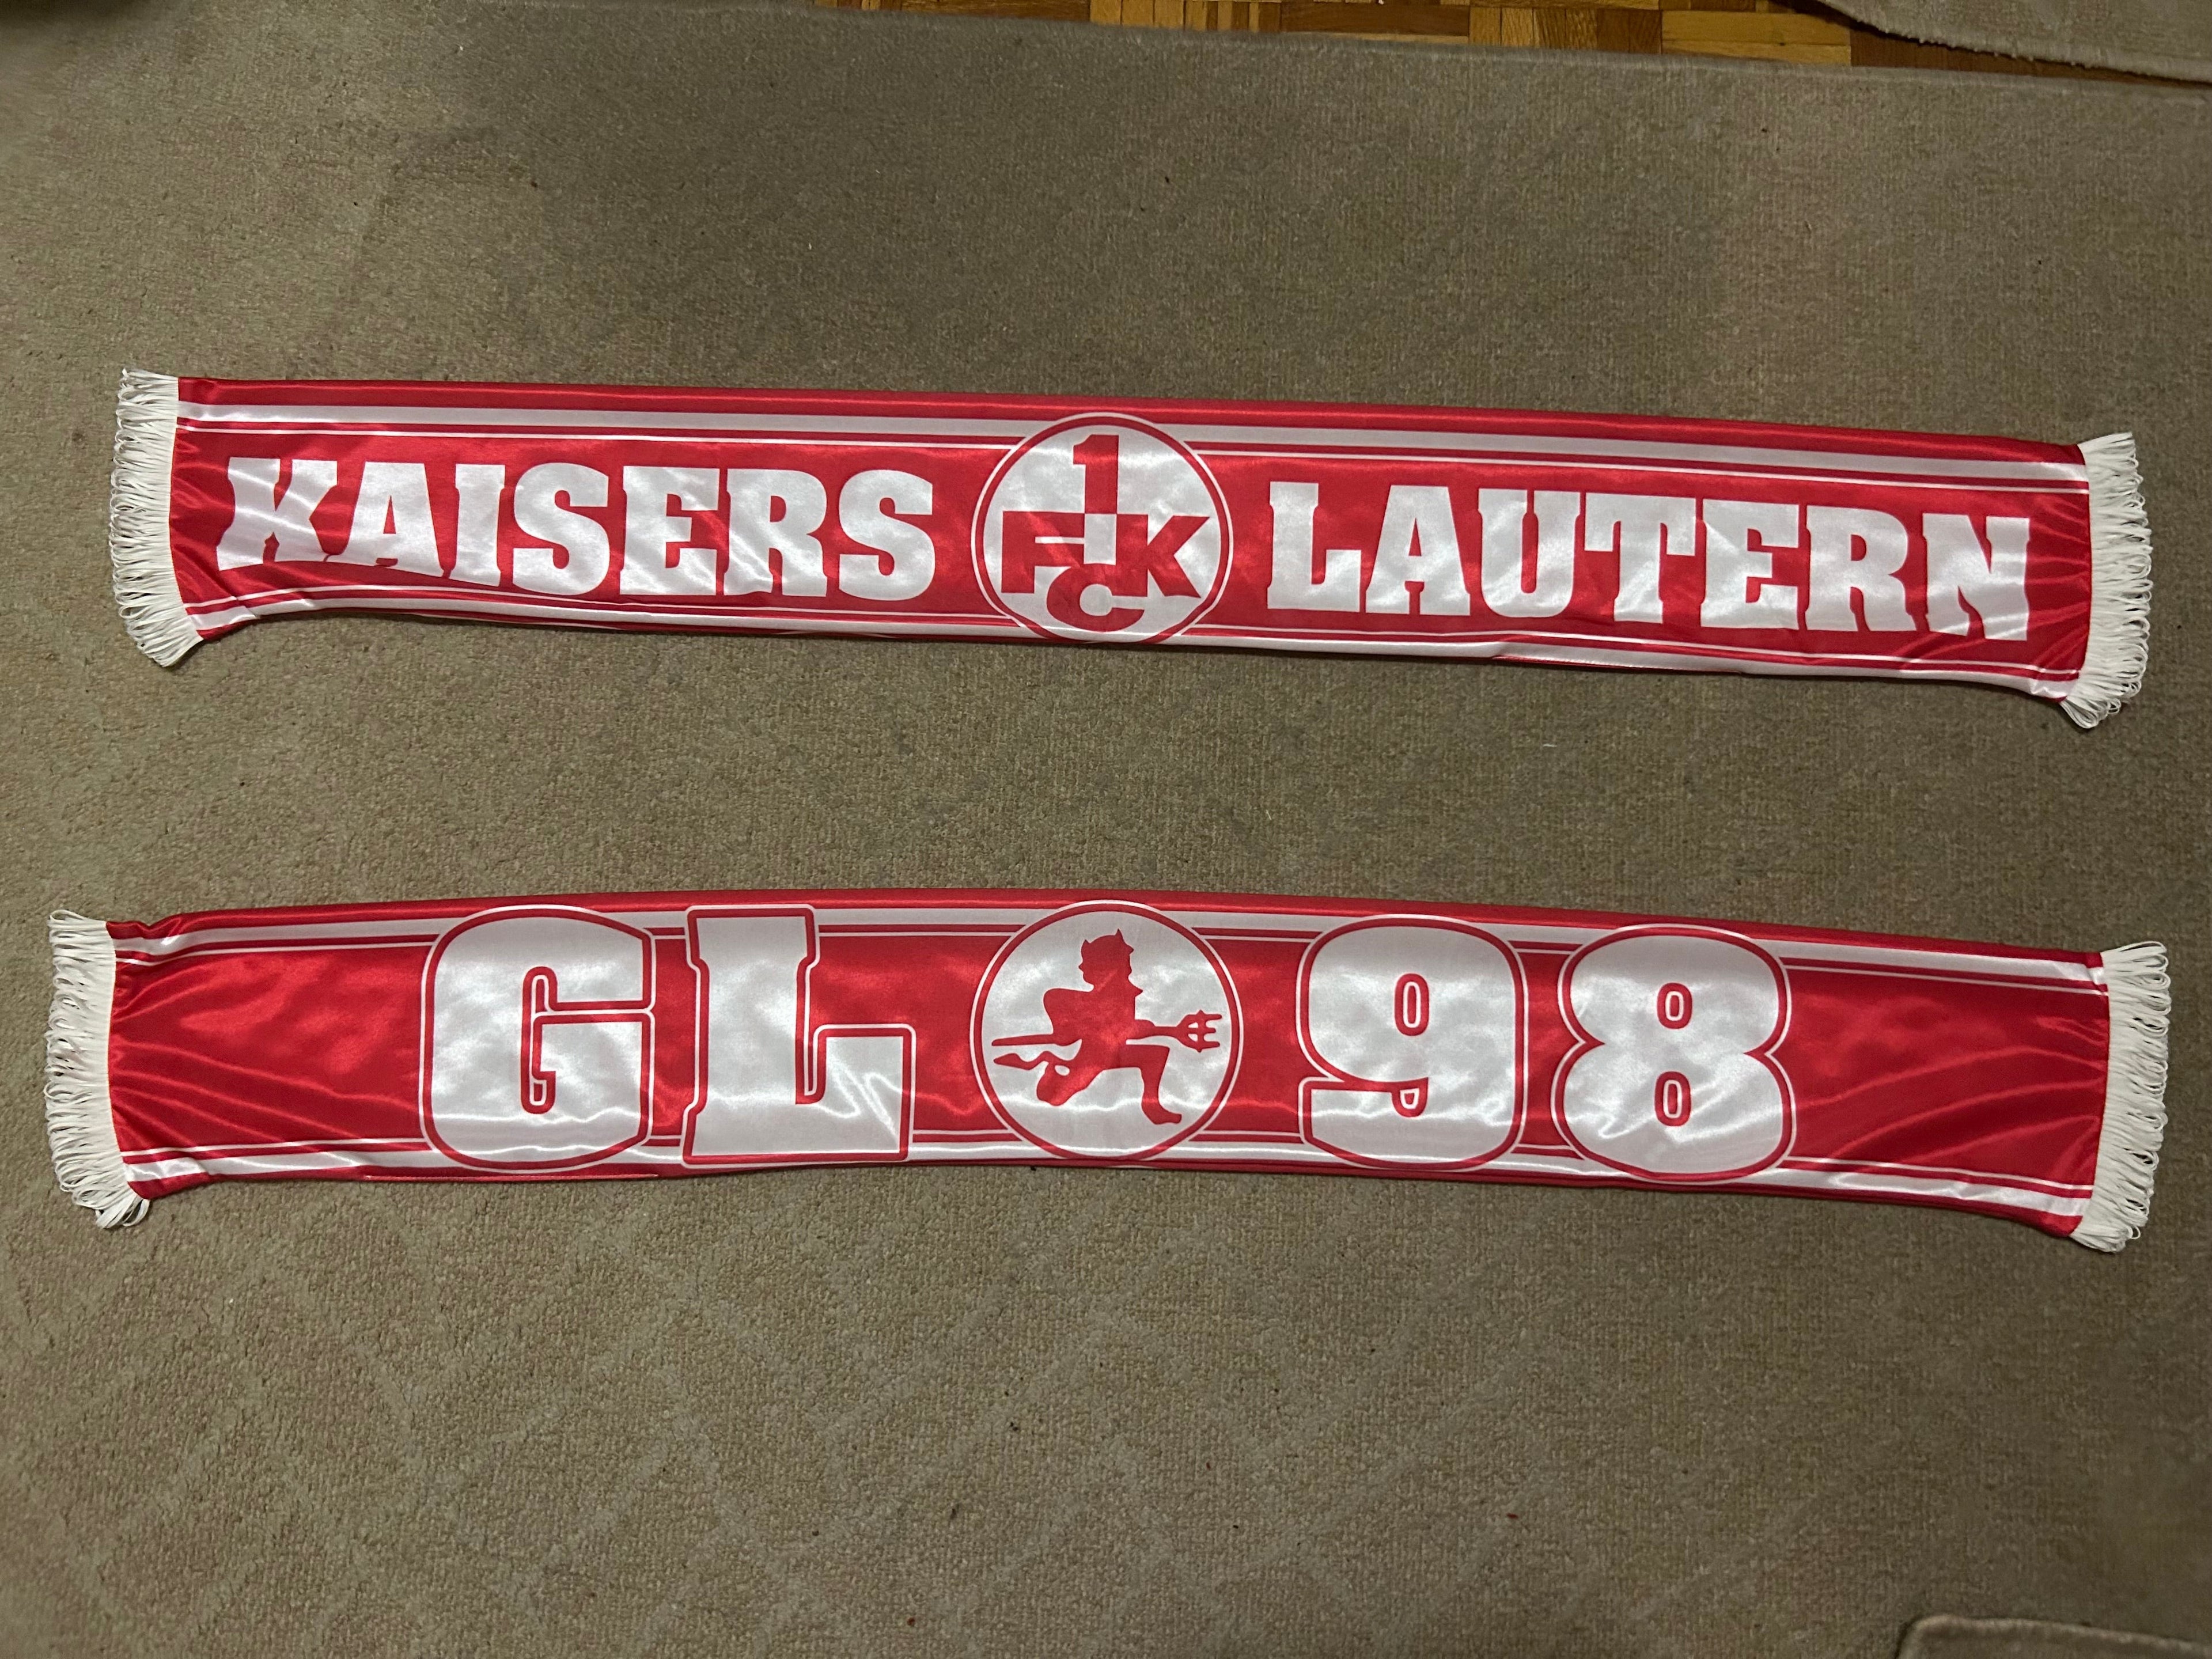 KAISERS 1 FCK LAUTERN
GL 98